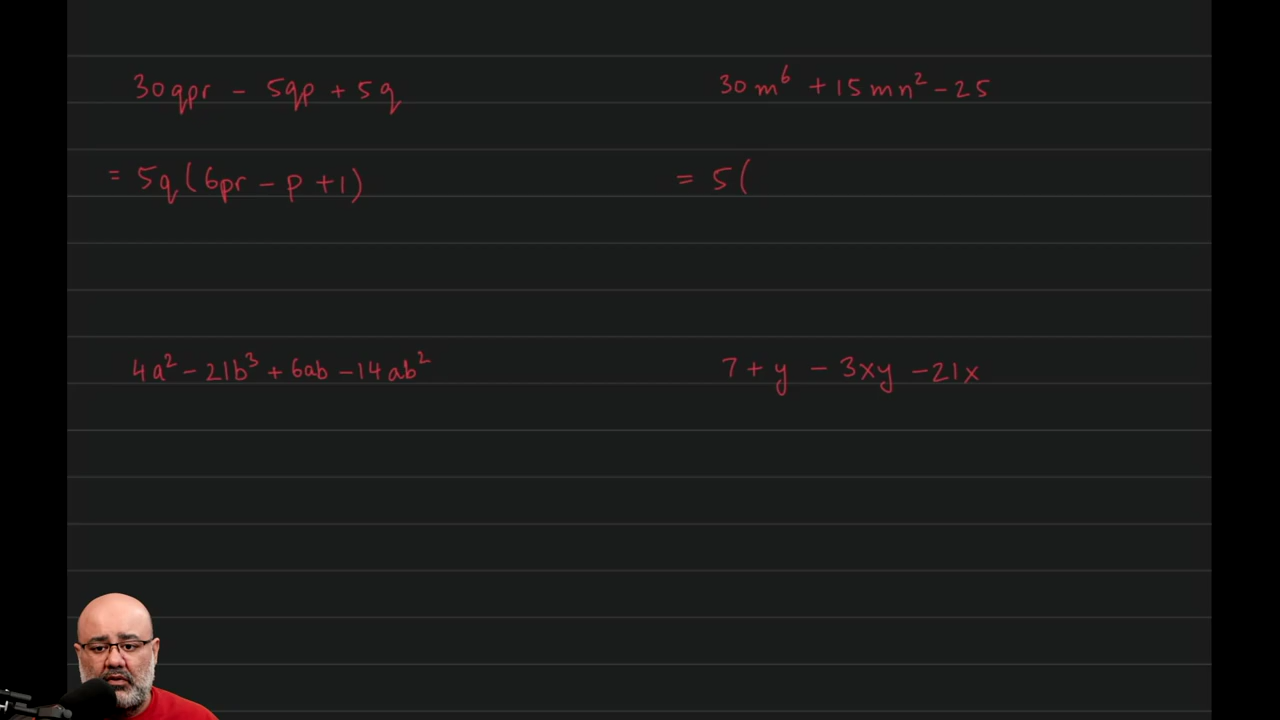 30qpr - 5qp + 5q
= 5q(6pr - p + 1)
30m⁶ + 15mn² - 25
= 5(
4a² - 21b³ + 6ab - 14ab²
7 + y - 3xy - 21x